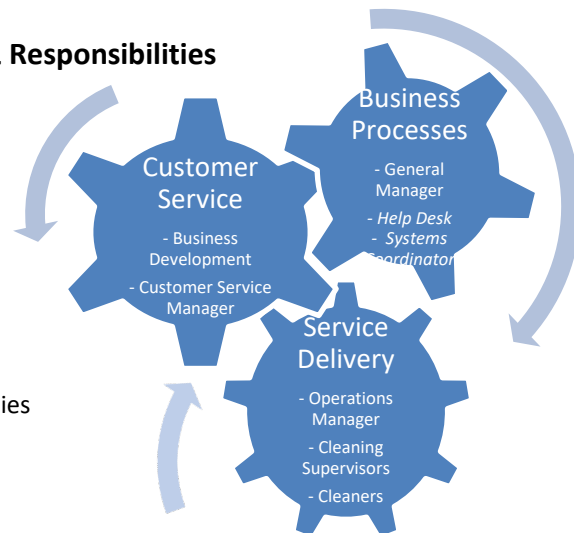 Responsibilities
Business
Processes
- General
Manager
- Help Desk
- Systems
Coordinator
Customer
Service
- Business
Development
- Customer Service
Manager
Service
Delivery
- Operations
Manager
- Cleaning
Supervisors
- Cleaners
ies